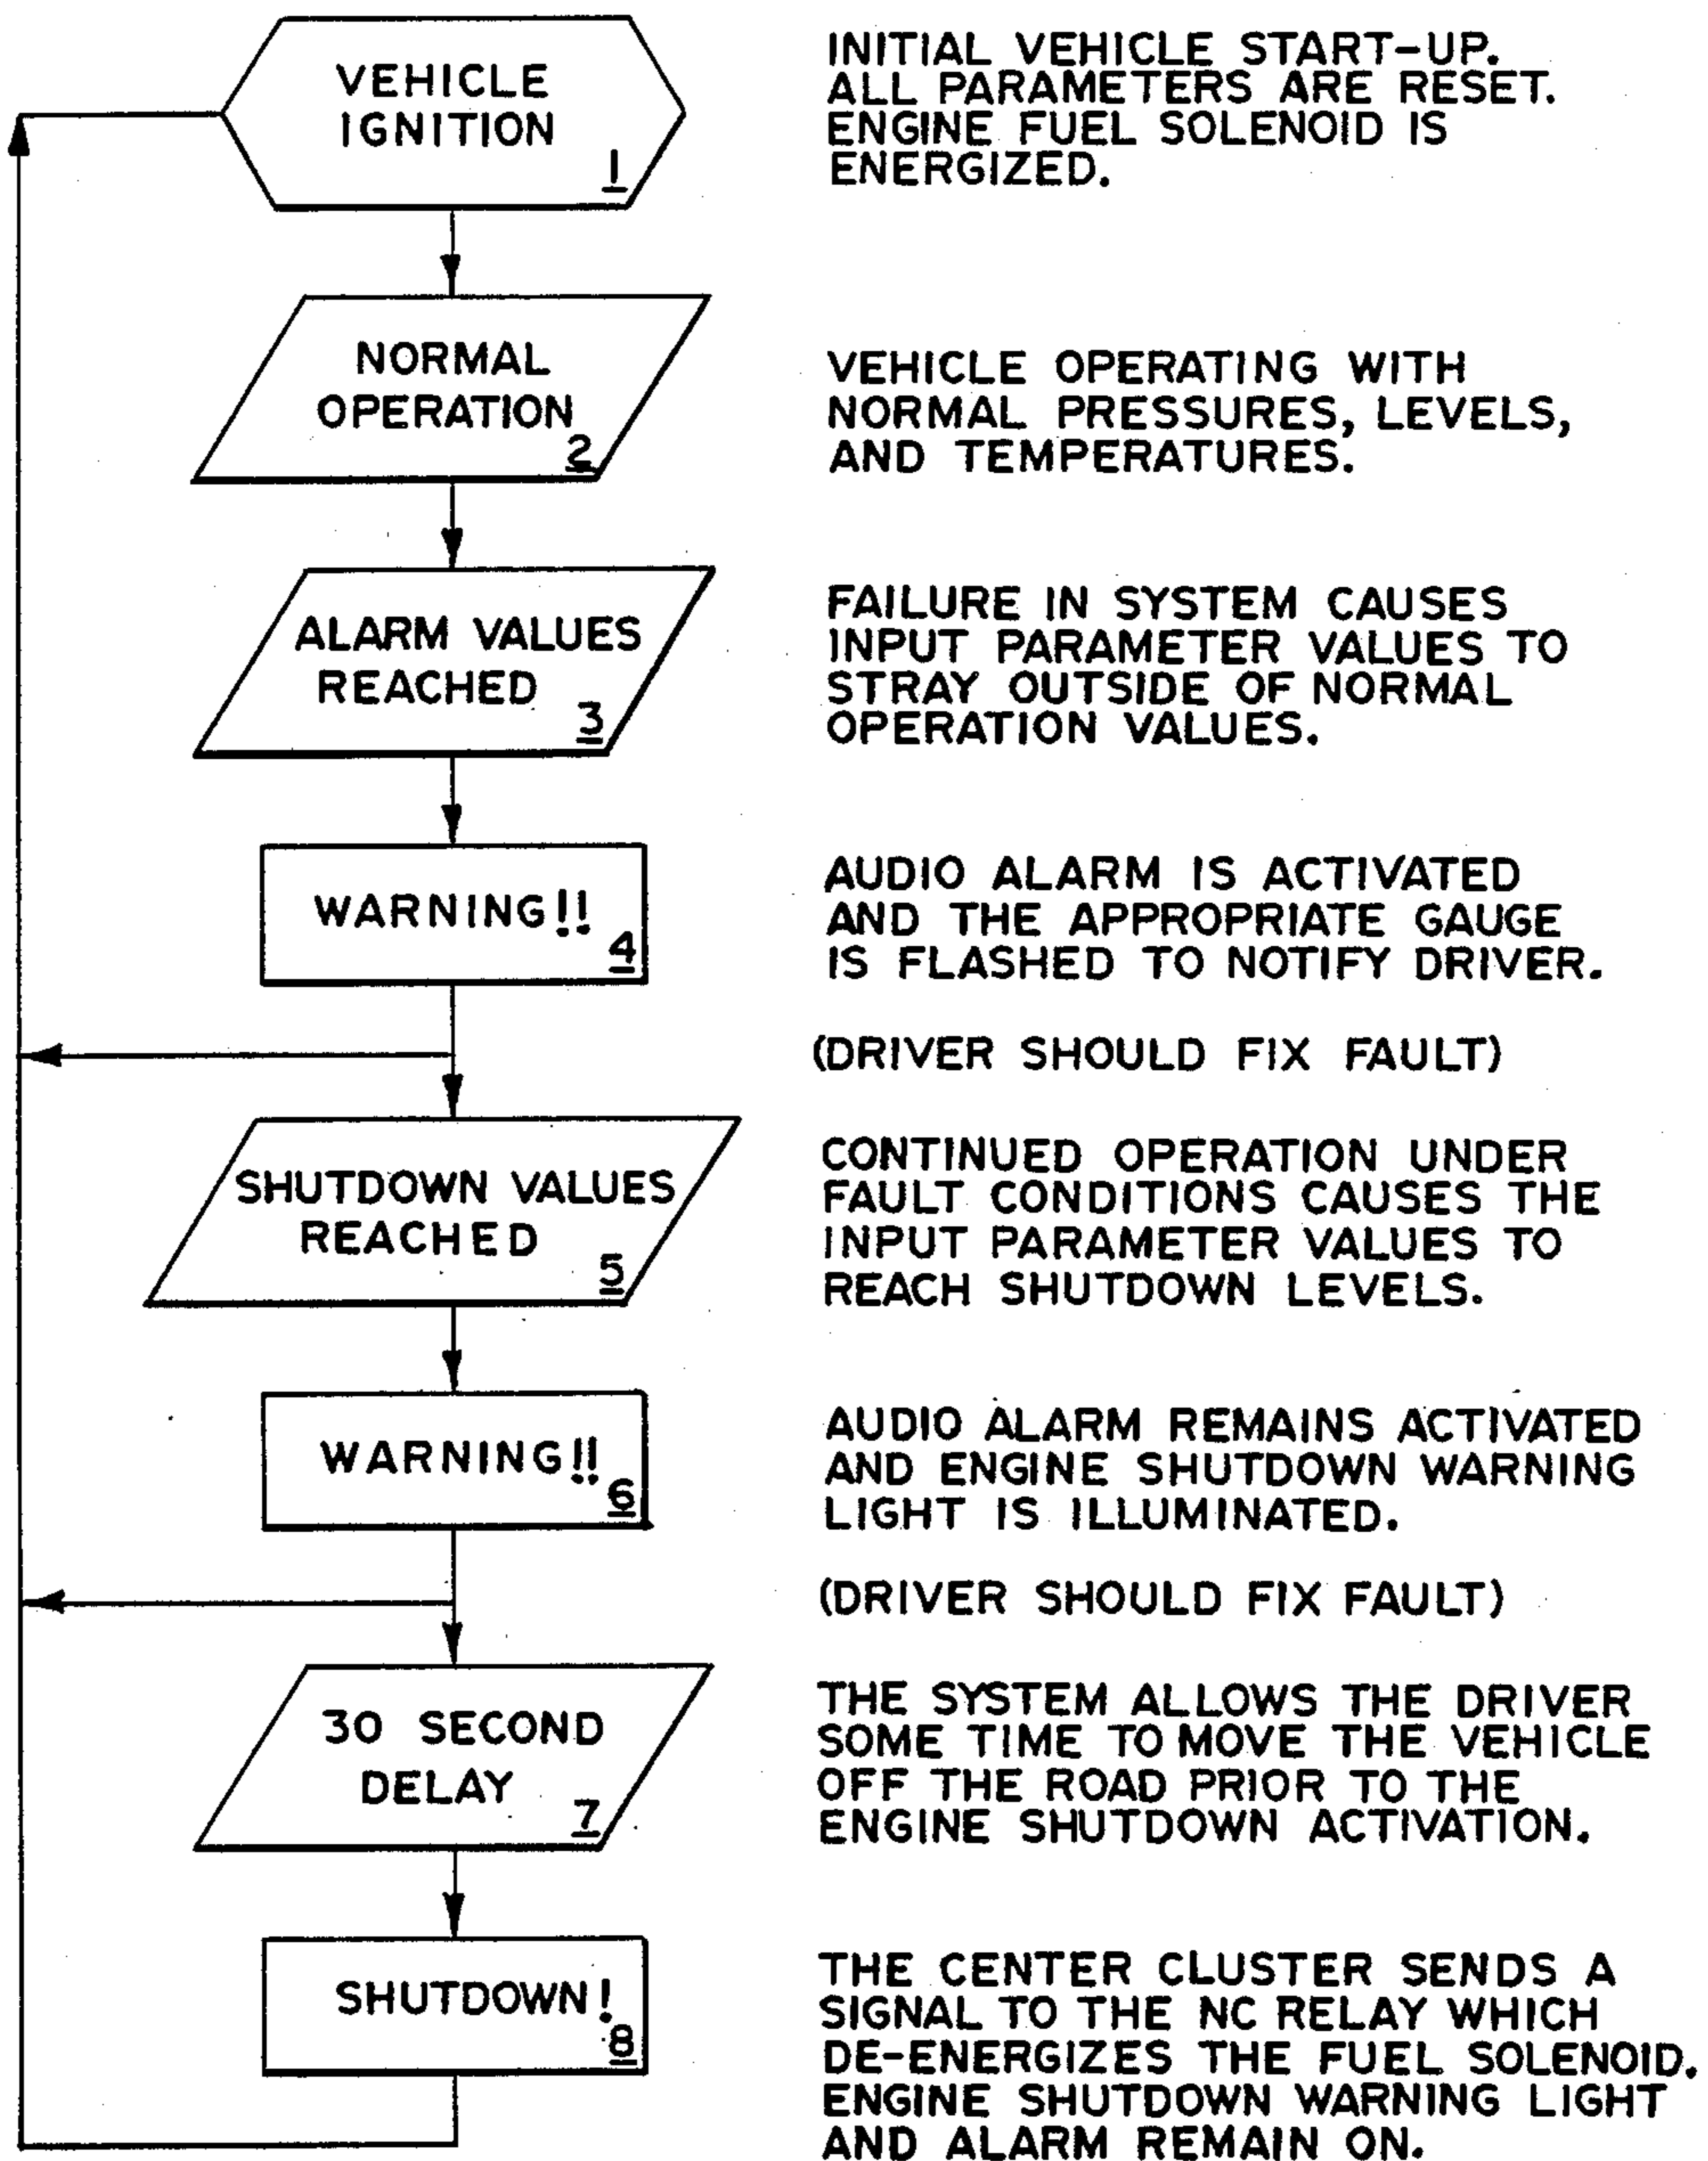 VEHICLE
IGNITION
1
INITIAL VEHICLE START-UP.
ALL PARAMETERS ARE RESET.
ENGINE FUEL SOLENOID IS
ENERGIZED.
NORMAL
OPERATION
2
VEHICLE OPERATING WITH
NORMAL PRESSURES, LEVELS,
AND TEMPERATURES.
ALARM VALUES
REACHED
3
FAILURE IN SYSTEM CAUSES
INPUT PARAMETER VALUES TO
STRAY OUTSIDE OF NORMAL
OPERATION VALUES.
WARNING!!
4
AUDIO ALARM IS ACTIVATED
AND THE APPROPRIATE GAUGE
IS FLASHED TO NOTIFY DRIVER.
(DRIVER SHOULD FIX FAULT)
SHUTDOWN VALUES
REACHED
5
CONTINUED OPERATION UNDER
FAULT CONDITIONS CAUSES THE
INPUT PARAMETER VALUES TO
REACH SHUTDOWN LEVELS.
WARNING!!
6
AUDIO ALARM REMAINS ACTIVATED
AND ENGINE SHUTDOWN WARNING
LIGHT IS ILLUMINATED.
(DRIVER SHOULD FIX FAULT)
30 SECOND
DELAY
7
THE SYSTEM ALLOWS THE DRIVER
SOME TIME TO MOVE THE VEHICLE
OFF THE ROAD PRIOR TO THE
ENGINE SHUTDOWN ACTIVATION.
SHUTDOWN!
8
THE CENTER CLUSTER SENDS A
SIGNAL TO THE NC RELAY WHICH
DE-ENERGIZES THE FUEL SOLENOID.
ENGINE SHUTDOWN WARNING LIGHT
AND ALARM REMAIN ON.